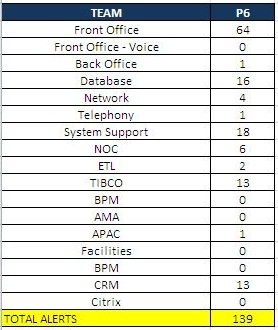 TEAM P6
Front Office 64
Front Office - Voice 0
Back Office 1
Database 16
Network 4
Telephony 1
System Support 18
NOC 6
ETL 2
TIBCO 13
BPM 0
AMA 0
APAC 1
Facilities 0
BPM 0
CRM 13
Citrix 0
TOTAL ALERTS 139